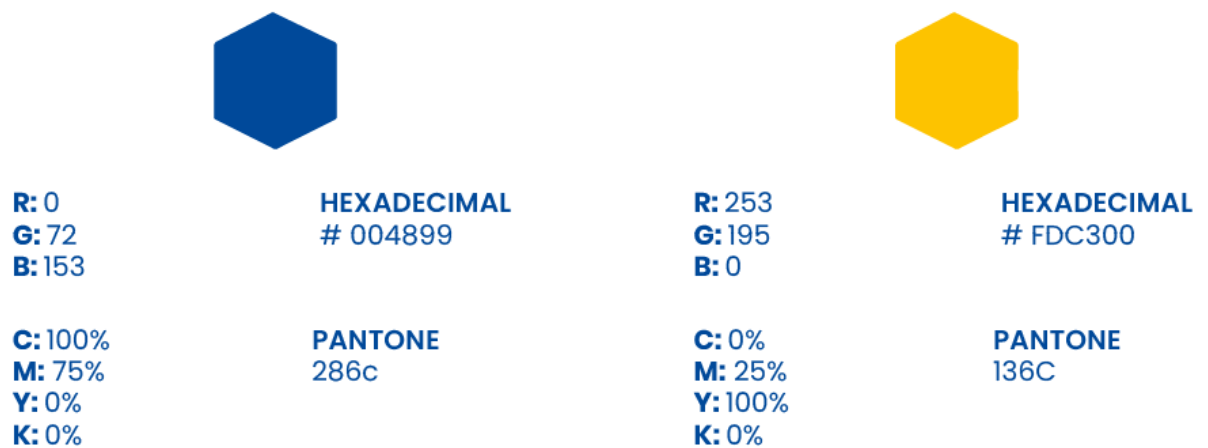 R: 0
G: 72
B: 153
HEXADECIMAL
# 004899
C: 100%
M: 75%
Y: 0%
K: 0%
PANTONE
286c
R: 253
G: 195
B: 0
HEXADECIMAL
# FDC300
C: 0%
M: 25%
Y: 100%
K: 0%
PANTONE
136C